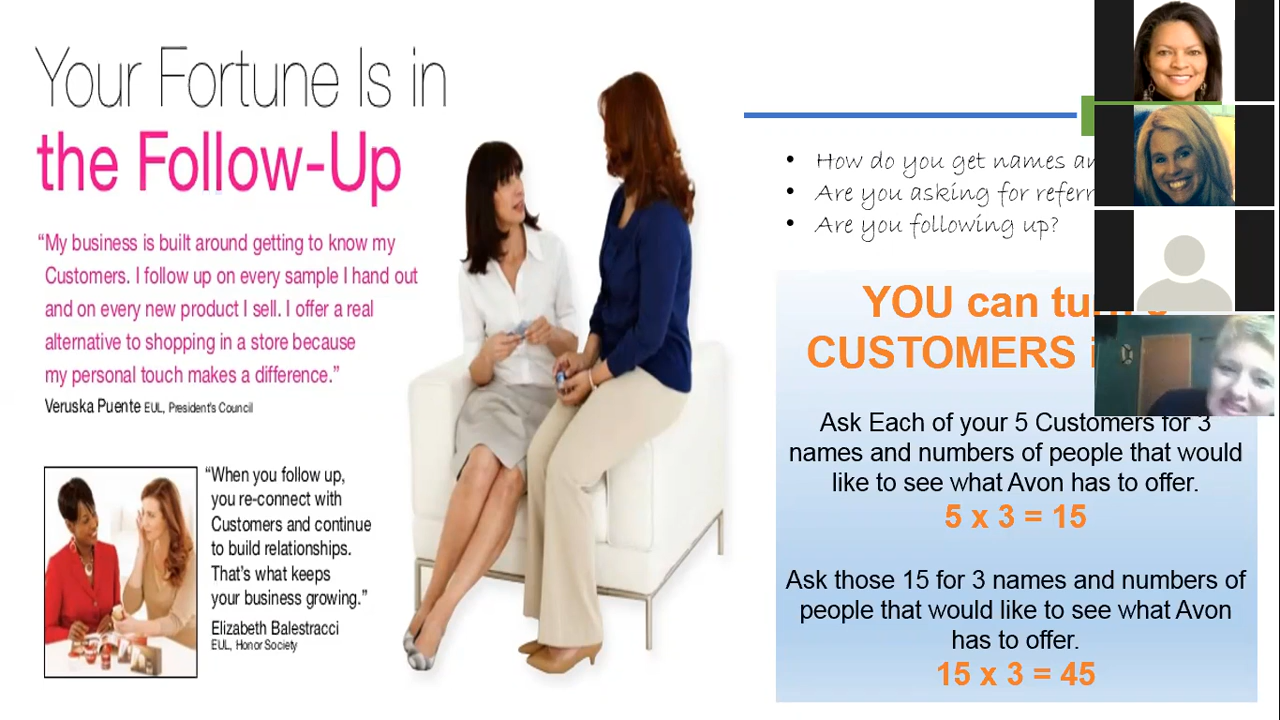 Your Fortune Is in
the Follow-Up
“My business is built around getting to know my
Customers. I follow up on every sample I hand out
and on every new product I sell. I offer a real
alternative to shopping in a store because
my personal touch makes a difference.”
Veruska Puente EUL, President's Council
“When you follow up,
you re-connect with
Customers and continue
to build relationships.
That's what keeps
your business growing.”
Elizabeth Balestracci
EUL, Honor Society
• How do you get names
• Are you asking for
• Are you following up?
YOU can
CUSTOMERS
Ask Each of your 5 Customers for 3
names and numbers of people that would
like to see what Avon has to offer.
5 x 3 = 15
Ask those 15 for 3 names and numbers of
people that would like to see what Avon
has to offer.
15 x 3 = 45